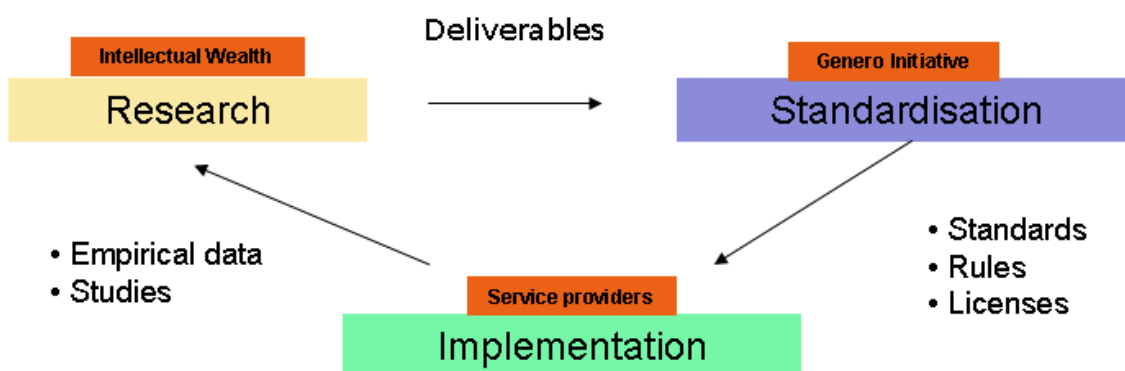 Deliverables
Intellectual Wealth
Genero Initiative
Research
Standardisation
• Empirical data
• Studies
• Standards
• Rules
• Licenses
Service providers
Implementation